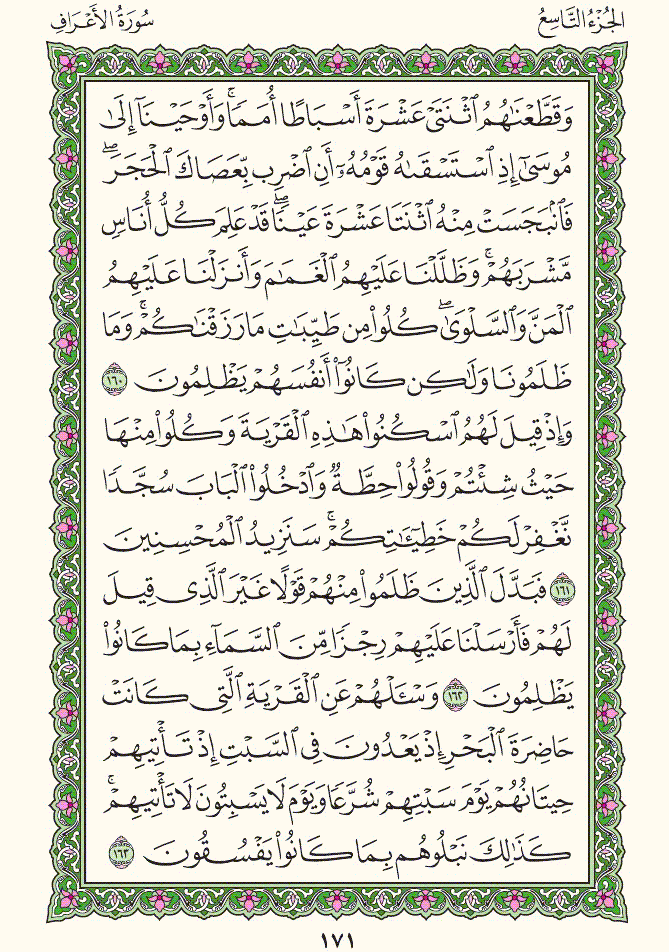 الجُزْءُ التَّاسِعُ
سُورَةُ الأَعْرَافِ
وَقَطَّعْنَٰهُمُ ٱثْنَتَىْ عَشْرَةَ أَسْبَاطًا أُمَمًا ۚ وَأَوْحَيْنَآ إِلَىٰ
مُوسَىٰٓ إِذِ ٱسْتَسْقَىٰهُ قَوْمُهُۥٓ أَنِ ٱضْرِب بِّعَصَاكَ ٱلْحَجَرَ ۖ
فَٱنۢبَجَسَتْ مِنْهُ ٱثْنَتَا عَشْرَةَ عَيْنًا ۖ قَدْ عَلِمَ كُلُّ أُنَاسٍ
مَّشْرَبَهُمْ ۚ وَظَلَّلْنَا عَلَيْهِمُ ٱلْغَمَٰمَ وَأَنزَلْنَا عَلَيْهِمُ
ٱلْمَنَّ وَٱلسَّلْوَىٰ ۖ كُلُوا۟ مِن طَيِّبَٰتِ مَا رَزَقْنَٰكُمْ ۚ وَمَا
ظَلَمُونَا وَلَٰكِن كَانُوٓا۟ أَنفُسَهُمْ يَظْلِمُونَ ١٦٠
وَإِذْ قِيلَ لَهُمُ ٱسْكُنُوا۟ هَٰذِهِ ٱلْقَرْيَةَ وَكُلُوا۟ مِنْهَا
حَيْثُ شِئْتُمْ وَقُولُوا۟ حِطَّةٌ وَٱدْخُلُوا۟ ٱلْبَابَ سُجَّدًا
نَّغْفِرْ لَكُمْ خَطِيٓـَٰٔتِكُمْ ۚ سَنَزِيدُ ٱلْمُحْسِنِينَ
١٦١ فَبَدَّلَ ٱلَّذِينَ ظَلَمُوا۟ مِنْهُمْ قَوْلًا غَيْرَ ٱلَّذِى قِيلَ
لَهُمْ فَأَرْسَلْنَا عَلَيْهِمْ رِجْزًا مِّنَ ٱلسَّمَآءِ بِمَا كَانُوا۟
يَظْلِمُونَ ١٦٢ وَسْـَٔلْهُمْ عَنِ ٱلْقَرْيَةِ ٱلَّتِى كَانَتْ
حَاضِرَةَ ٱلْبَحْرِ إِذْ يَعْدُونَ فِى ٱلسَّبْتِ إِذْ تَأْتِيهِمْ
حِيتَانُهُمْ يَوْمَ سَبْتِهِمْ شُرَّعًا وَيَوْمَ لَا يَسْبِتُونَ لَا تَأْتِيهِمْ ۚ
كَذَٰلِكَ نَبْلُوهُم بِمَا كَانُوا۟ يَفْسُقُونَ ١٦٣
١٧١